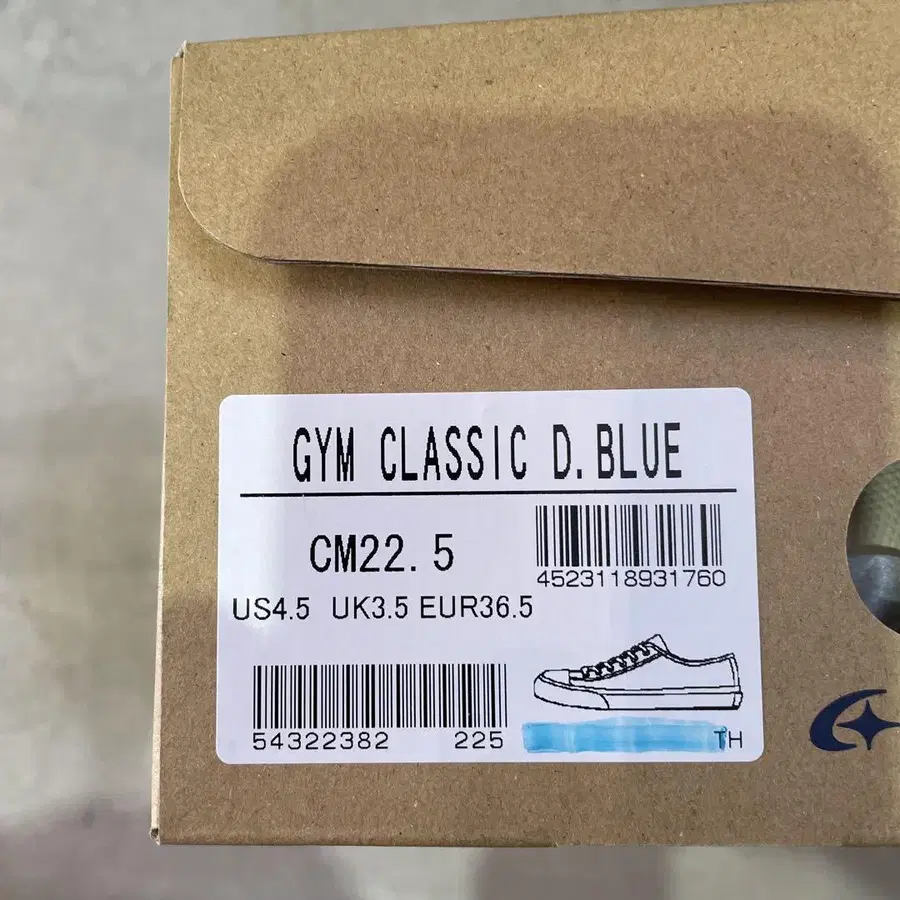 GYM CLASSIC D.BLUE
CM22.5
4523118931760
US4.5 UK3.5 EUR36.5
54322382 225
TH